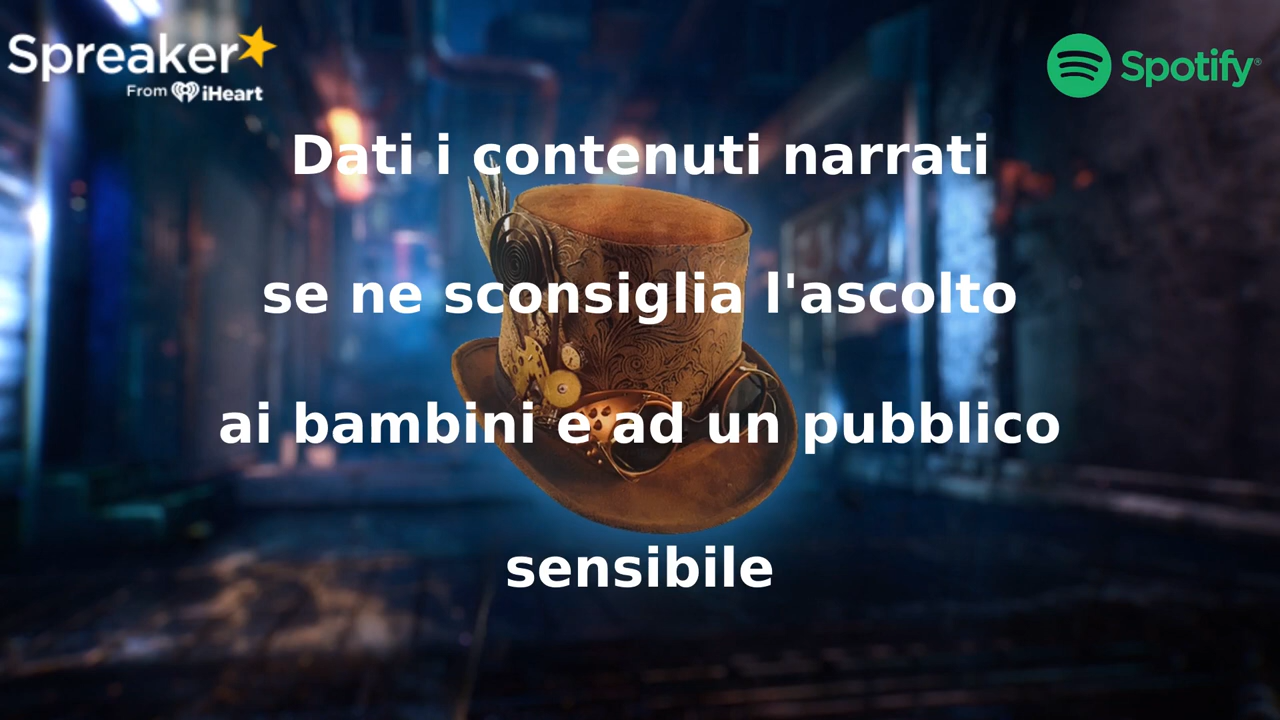 Spreaker
From iHeart
Spotify®
Dati i contenuti narrati
se ne sconsiglia l'ascolto
ai bambini e ad un pubblico
sensibile